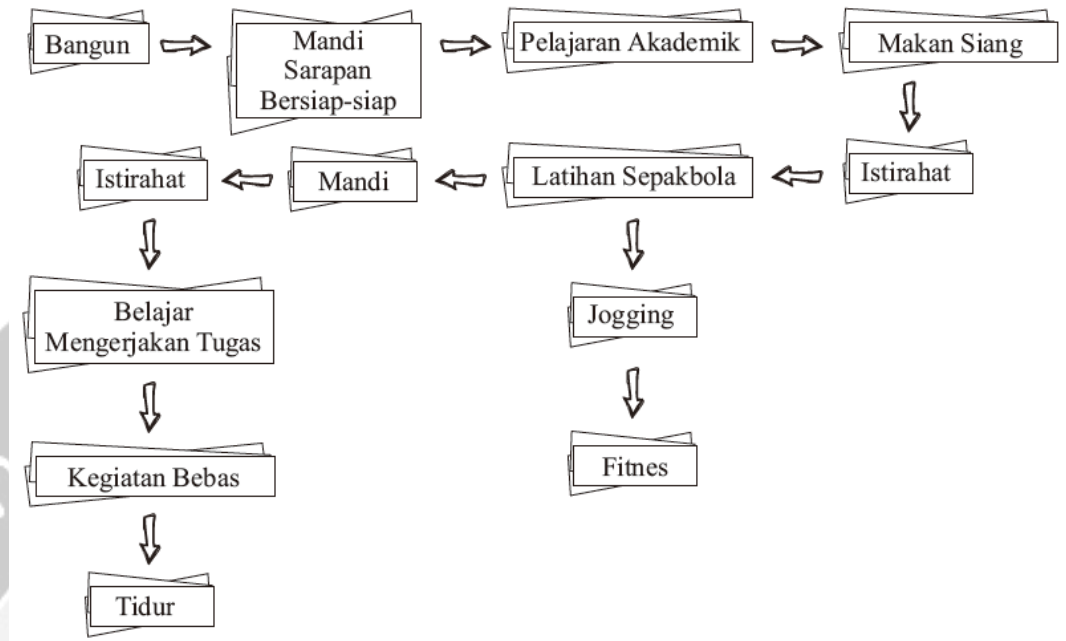 Bangun
Mandi
Sarapan
Bersiap-siap
Pelajaran Akademik
Makan Siang
Istirahat
Latihan Sepakbola
Mandi
Istirahat
Belajar
Mengerjakan Tugas
Kegiatan Bebas
Tidur
Jogging
Fitnes